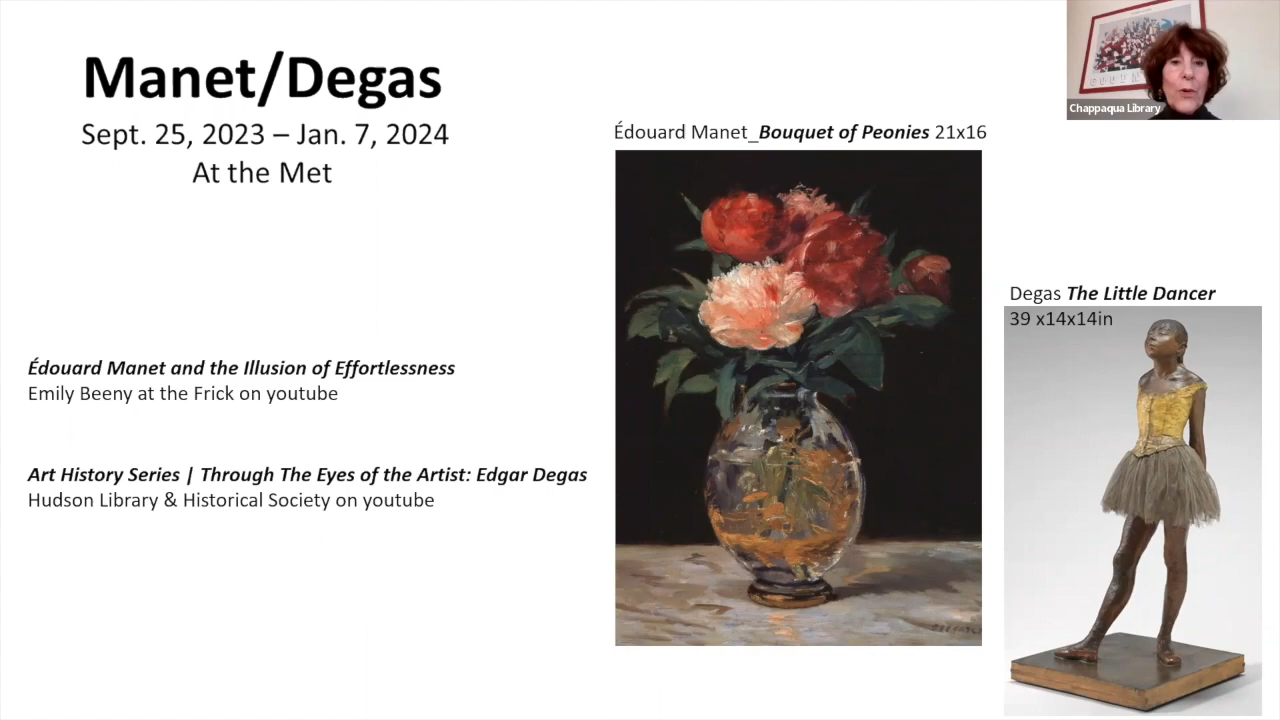 Manet/Degas
Sept. 25, 2023 – Jan. 7, 2024
At the Met
Édouard Manet_Bouquet of Peonies 21x16
Chappaqua Library
Degas The Little Dancer
39 x14x14in
Édouard Manet and the Illusion of Effortlessness
Emily Beeny at the Frick on youtube
Art History Series | Through The Eyes of the Artist: Edgar Degas
Hudson Library & Historical Society on youtube